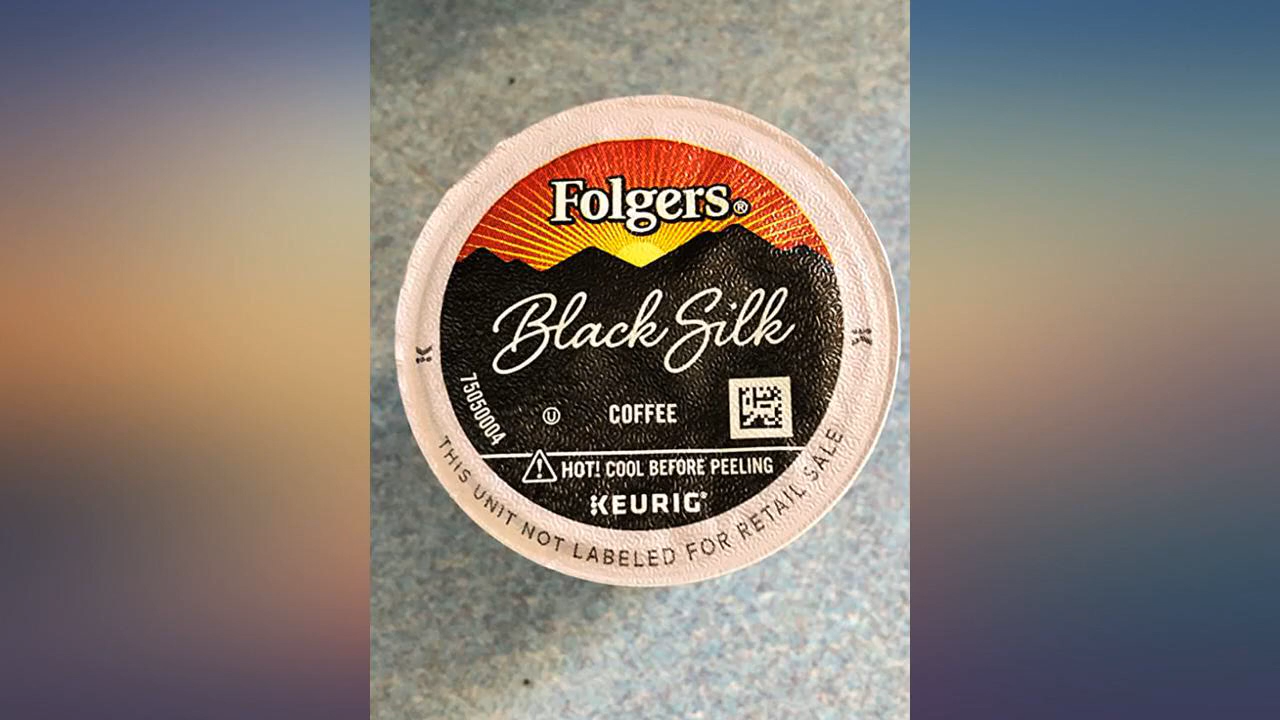 Folgers®
Black Silk
75050004
U
COFFEE
HOT! COOL BEFORE PEELING
KEURIG®
THIS UNIT NOT LABELED FOR RETAIL SALE